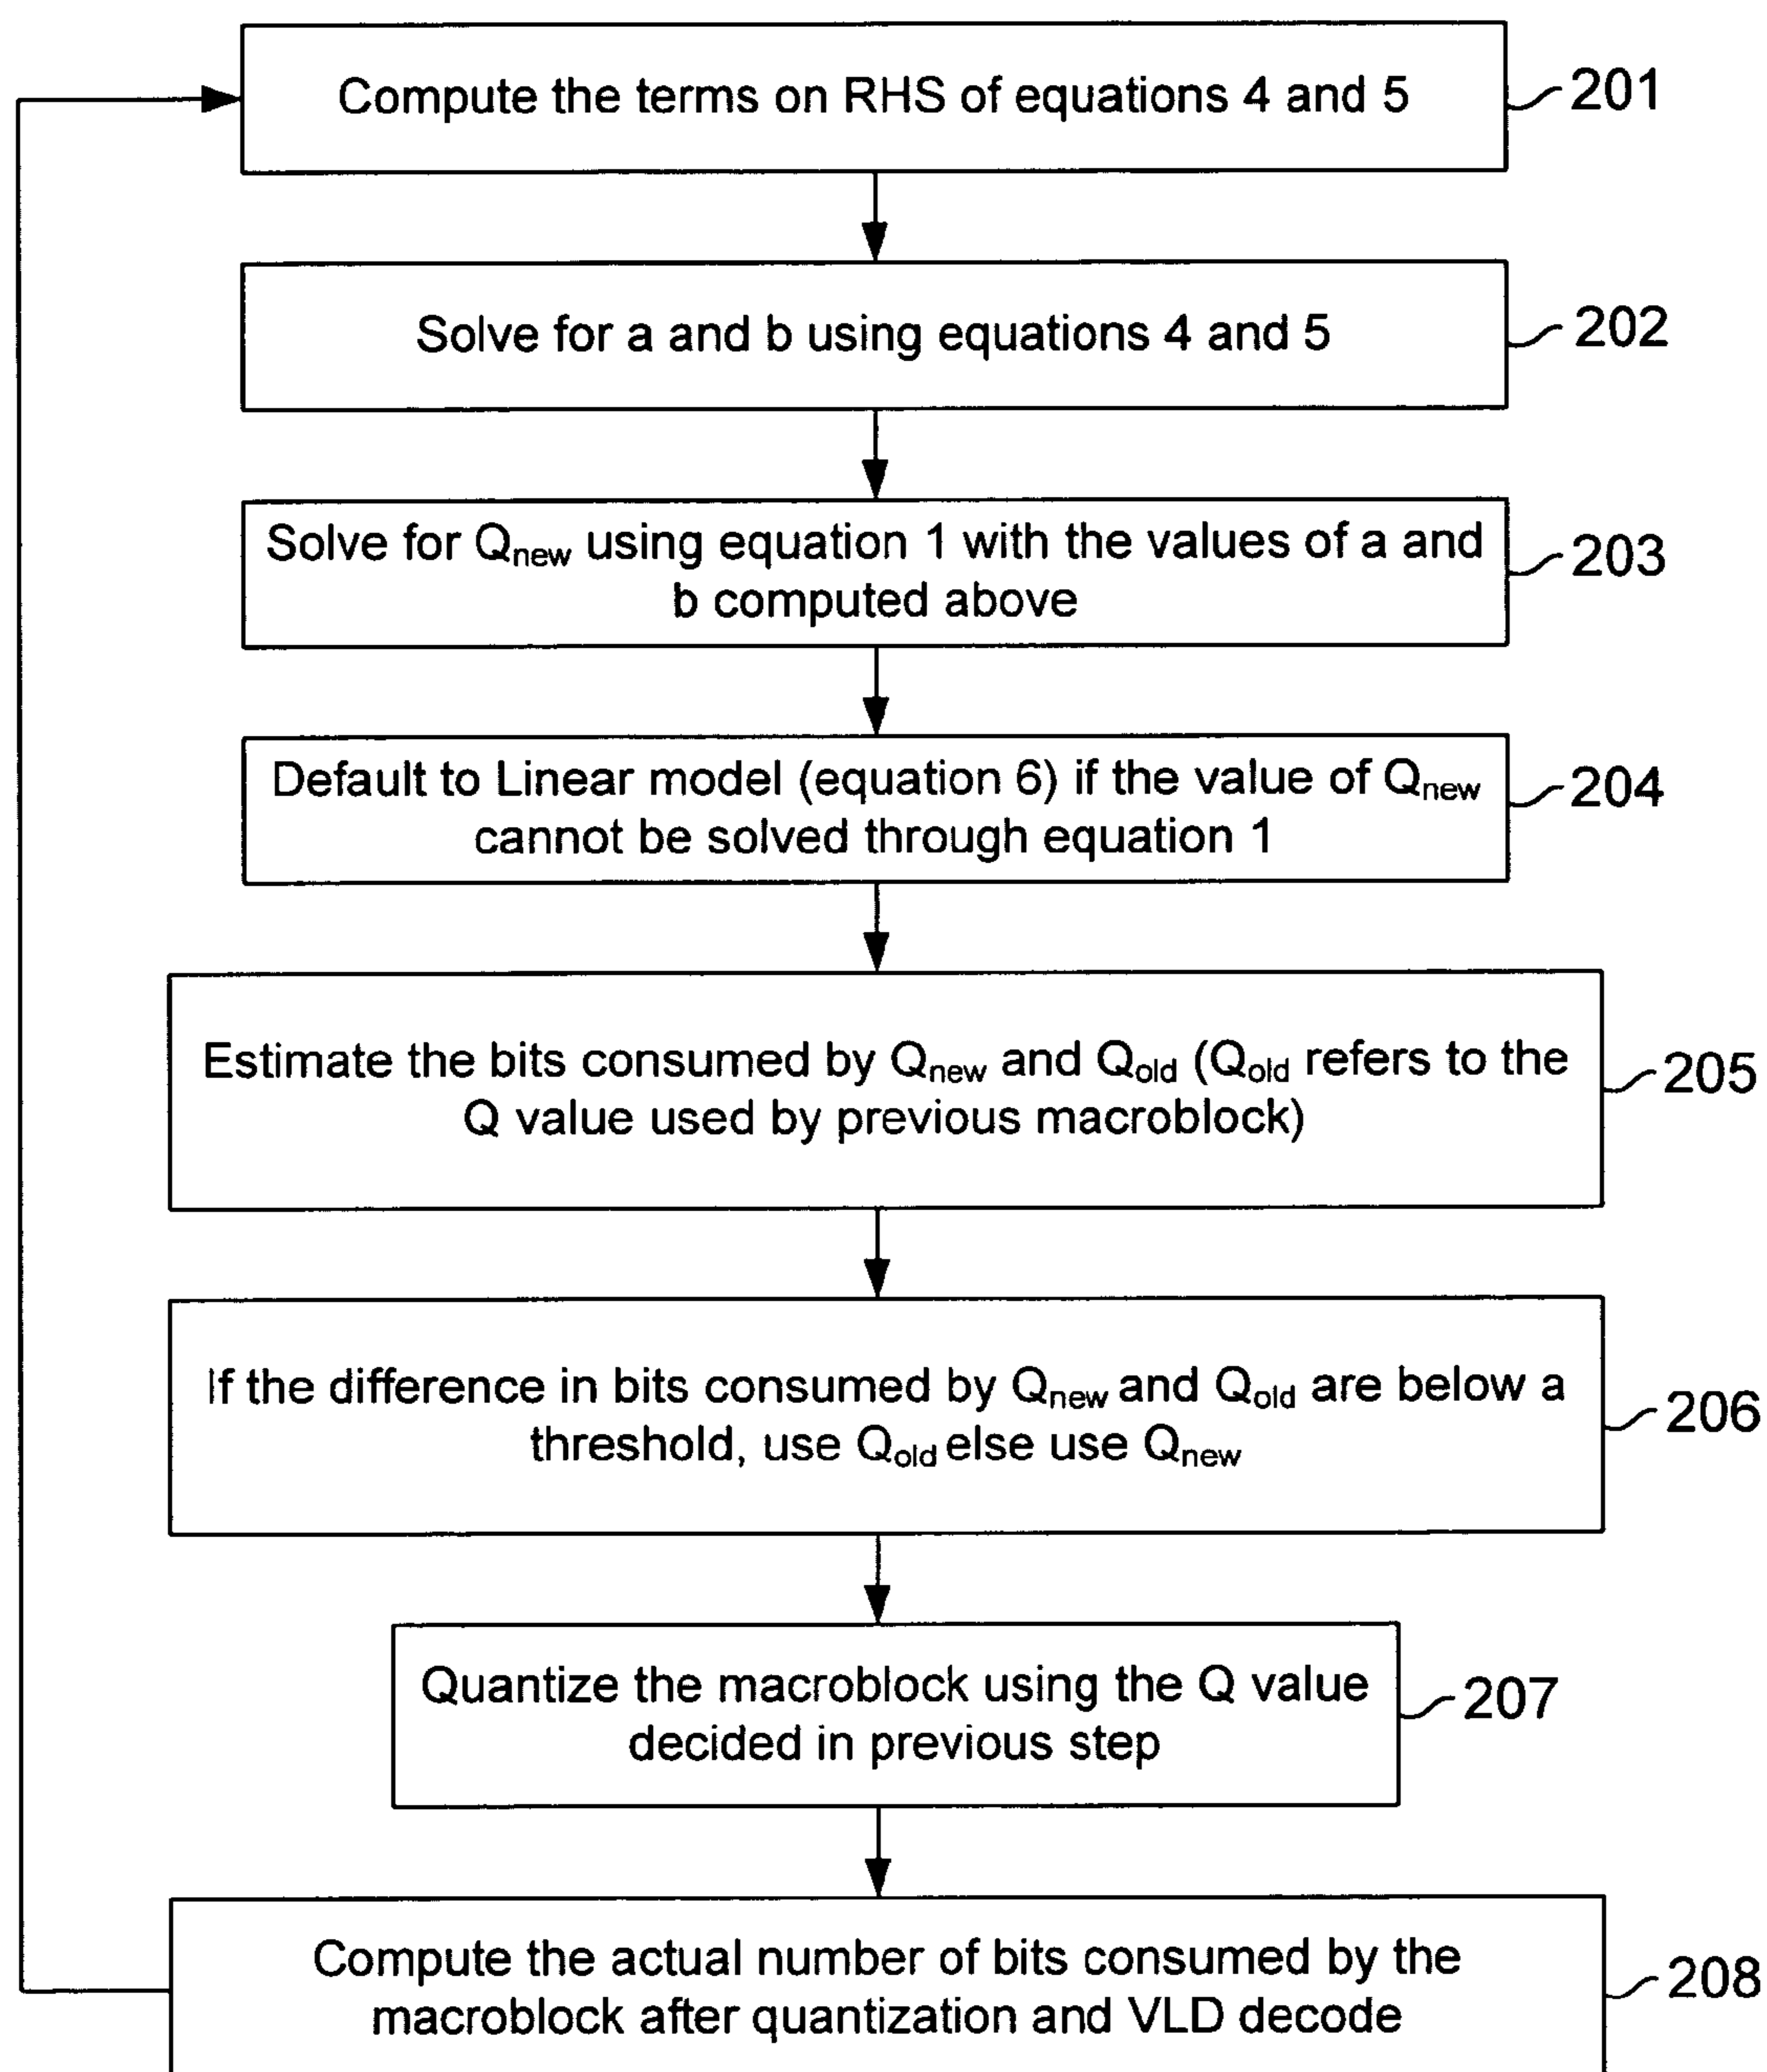 Compute the terms on RHS of equations 4 and 5
201
Solve for a and b using equations 4 and 5
202
Solve for Qnew using equation 1 with the values of a and
b computed above
203
Default to Linear model (equation 6) if the value of Qnew
cannot be solved through equation 1
204
Estimate the bits consumed by Qnew and Qold (Qold refers to the
Q value used by previous macroblock)
205
If the difference in bits consumed by Qnew and Qold are below a
threshold, use Qold else use Qnew
206
Quantize the macroblock using the Q value
decided in previous step
207
Compute the actual number of bits consumed by the
macroblock after quantization and VLD decode
208